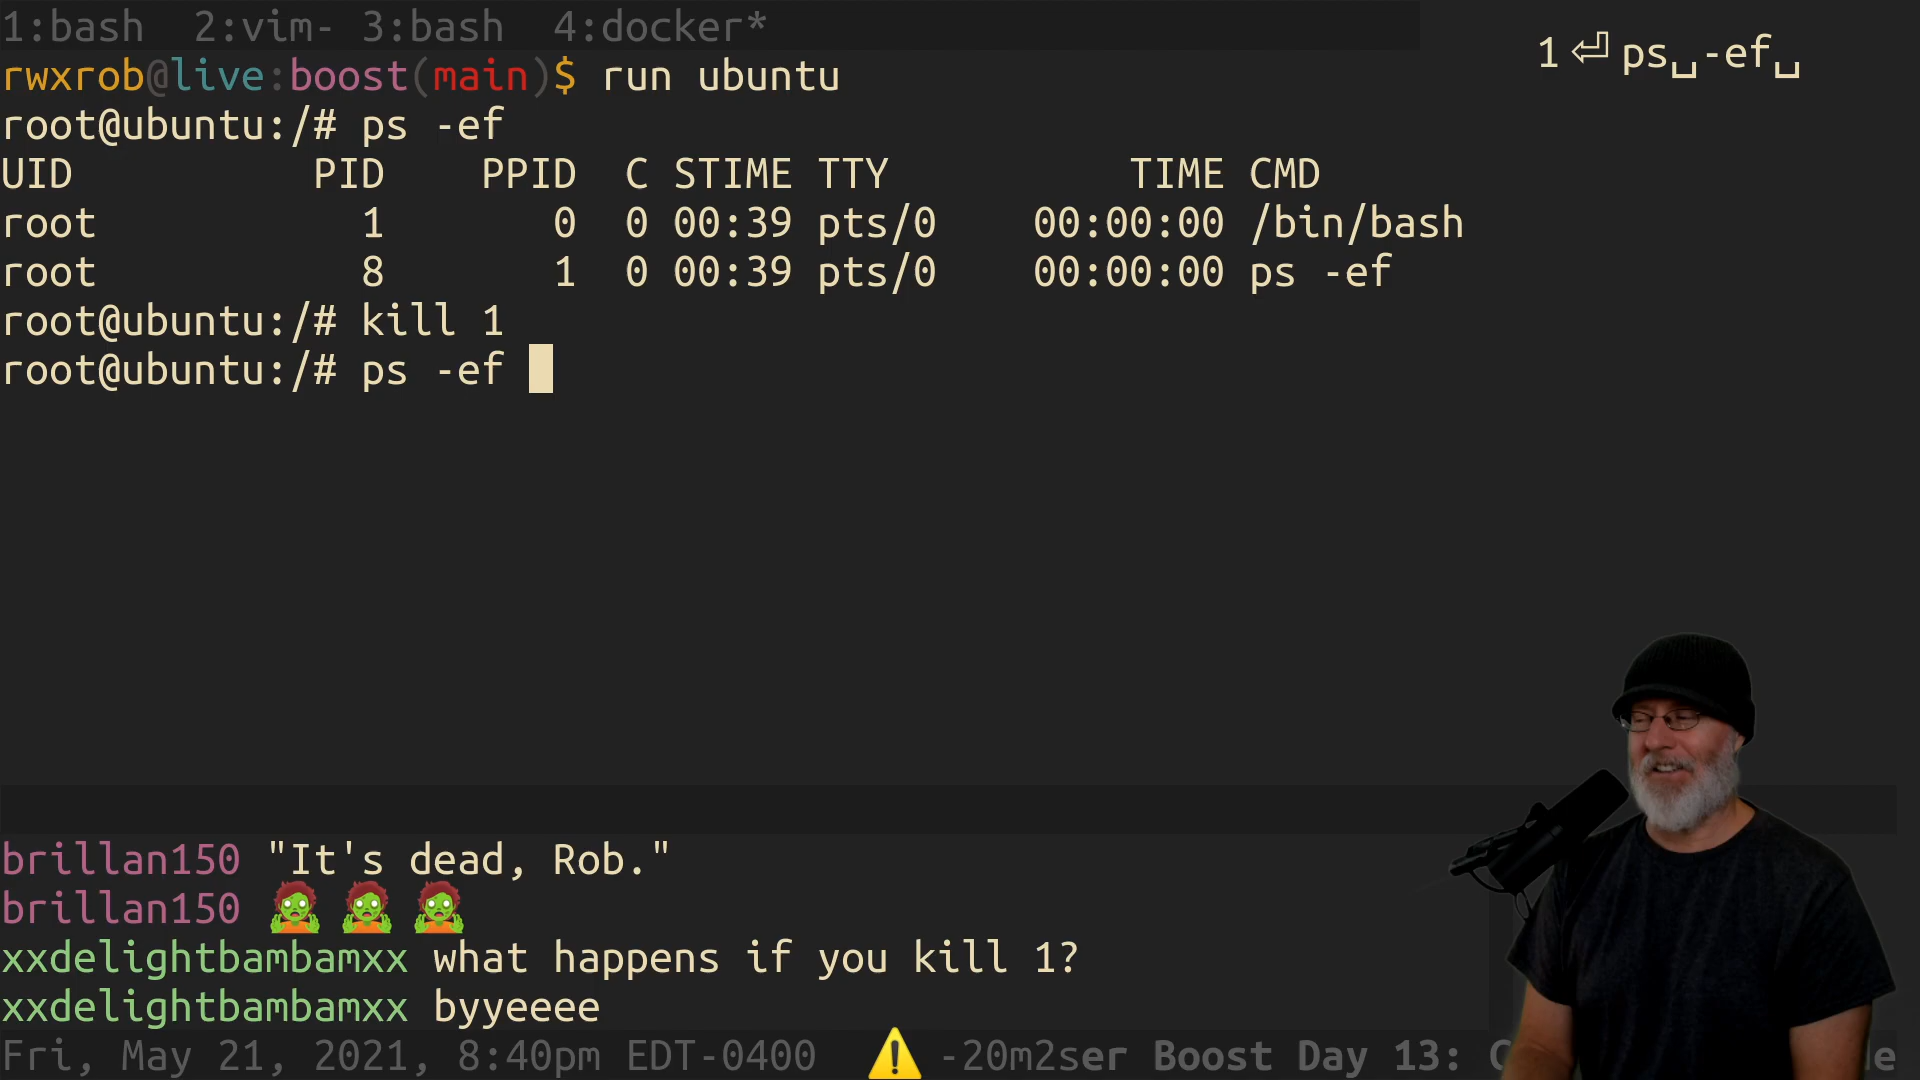 1:bash  2:vim- 3:bash  4:docker*
1 ⏎ ps␣-ef␣
rwxrob@live:boost(main)$ run ubuntu
root@ubuntu:/# ps -ef
UID          PID    PPID  C STIME TTY          TIME CMD
root           1       0  0 00:39 pts/0    00:00:00 /bin/bash
root           8       1  0 00:39 pts/0    00:00:00 ps -ef
root@ubuntu:/# kill 1
root@ubuntu:/# ps -ef
brillan150 "It's dead, Rob."
brillan150 🧟🧟🧟
xxdelightbambamxx what happens if you kill 1?
xxdelightbambamxx byyeeee
Fri, May 21, 2021, 8:40pm EDT-0400  ⚠️ -20m2ser Boost Day 13: C